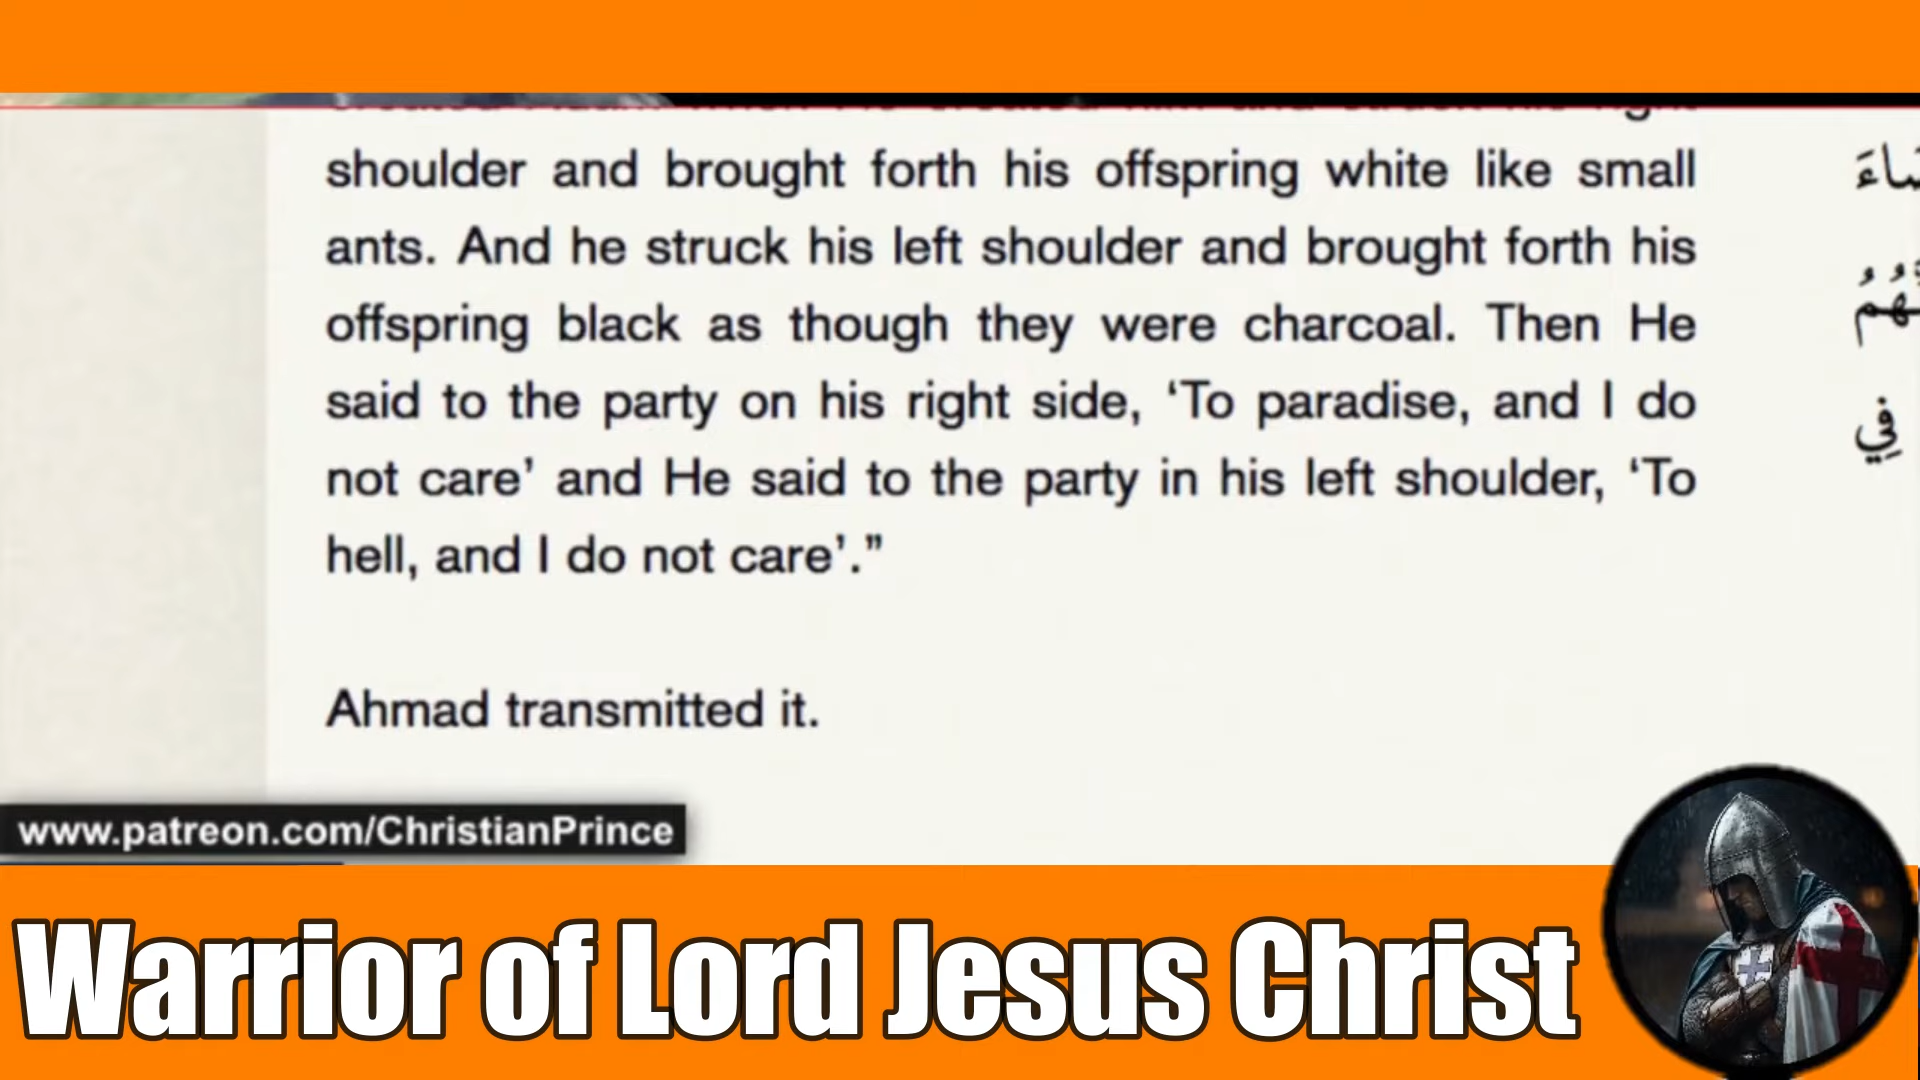 shoulder and brought forth his offspring white like small
ants. And he struck his left shoulder and brought forth his
offspring black as though they were charcoal. Then He
said to the party on his right side, ‘To paradise, and I do
not care’ and He said to the party in his left shoulder, ‘To
hell, and I do not care’.”
Ahmad transmitted it.
في
www.patreon.com/ChristianPrince
Warrior of Lord Jesus Christ